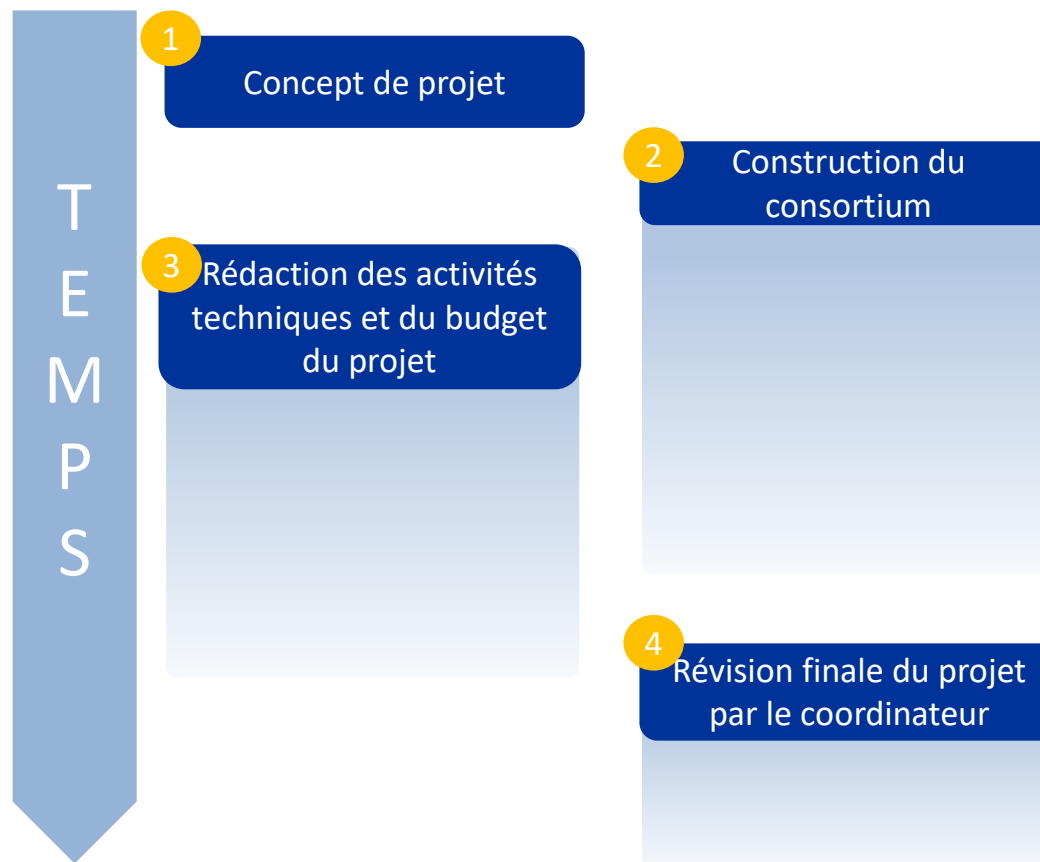 1
Concept de projet
2
Construction du
consortium
3
Rédaction des activités
techniques et du budget
du projet
4
Révision finale du projet
par le coordinateur
T
E
M
P
S